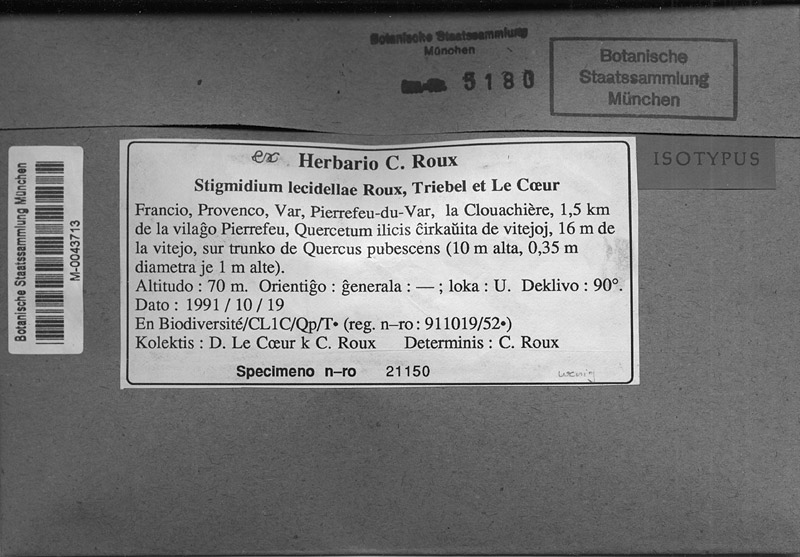 Botanische Staatssammlung
München
5180
Botanische
Staatssammlung
München
ISOTYPUS
Botanische Staatssammlung München
M-0043713
ex Herbario C. Roux
Stigmidium lecidellae Roux, Triebel et Le Cœur
Francio, Provenco, Var, Pierrefeu-du-Var, la Clouachière, 1,5 km
de la vilaĝo Pierrefeu, Quercetum ilicis ĉirkaŭita de vitejoj, 16 m de
la vitejo, sur trunko de Quercus pubescens (10 m alta, 0,35 m
diametra je 1 m alte).
Altitudo : 70 m. Orientiĝo : ĝenerala : — ; loka : U. Deklivo : 90°.
Dato : 1991 / 10 / 19
En Biodiversité/CL1C/Qp/T• (reg. n–ro : 911019/52•)
Kolektis : D. Le Cœur k C. Roux Determinis : C. Roux
Specimeno n–ro 21150
wenig